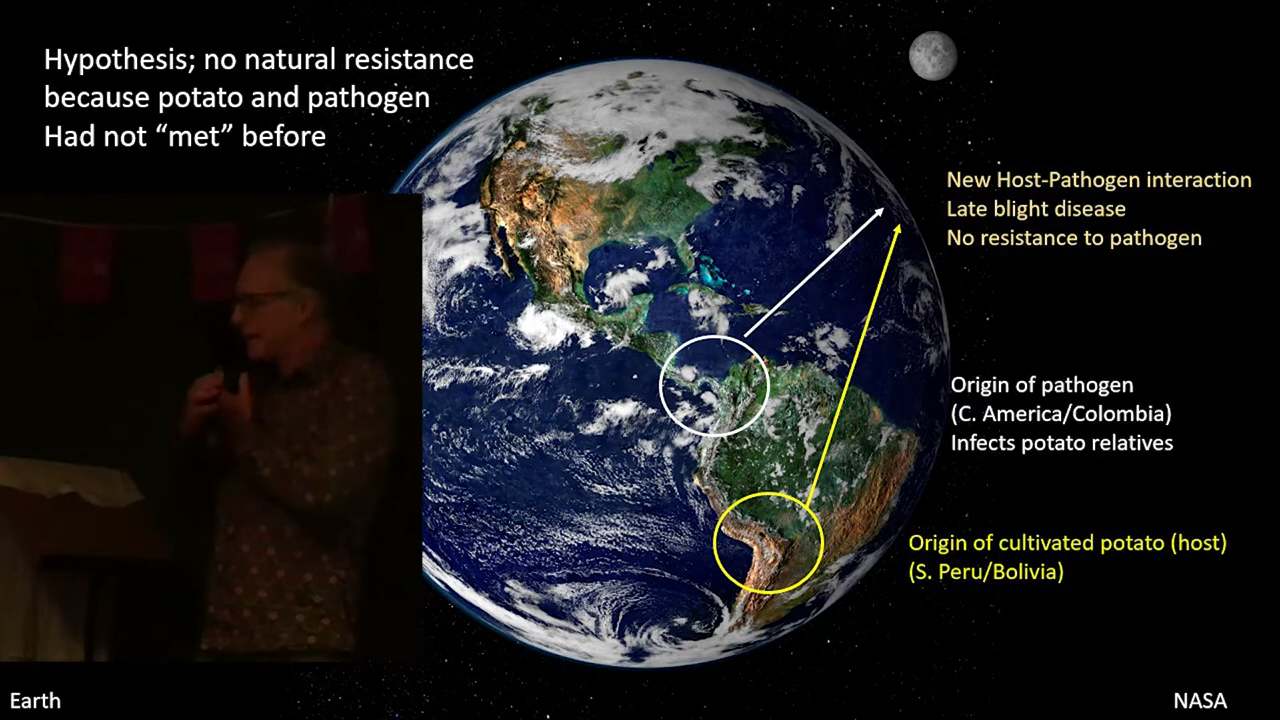 Hypothesis; no natural resistance
because potato and pathogen
Had not “met” before
New Host-Pathogen interaction
Late blight disease
No resistance to pathogen
Origin of pathogen
(C. America/Colombia)
Infects potato relatives
Origin of cultivated potato (host)
(S. Peru/Bolivia)
Earth
NASA